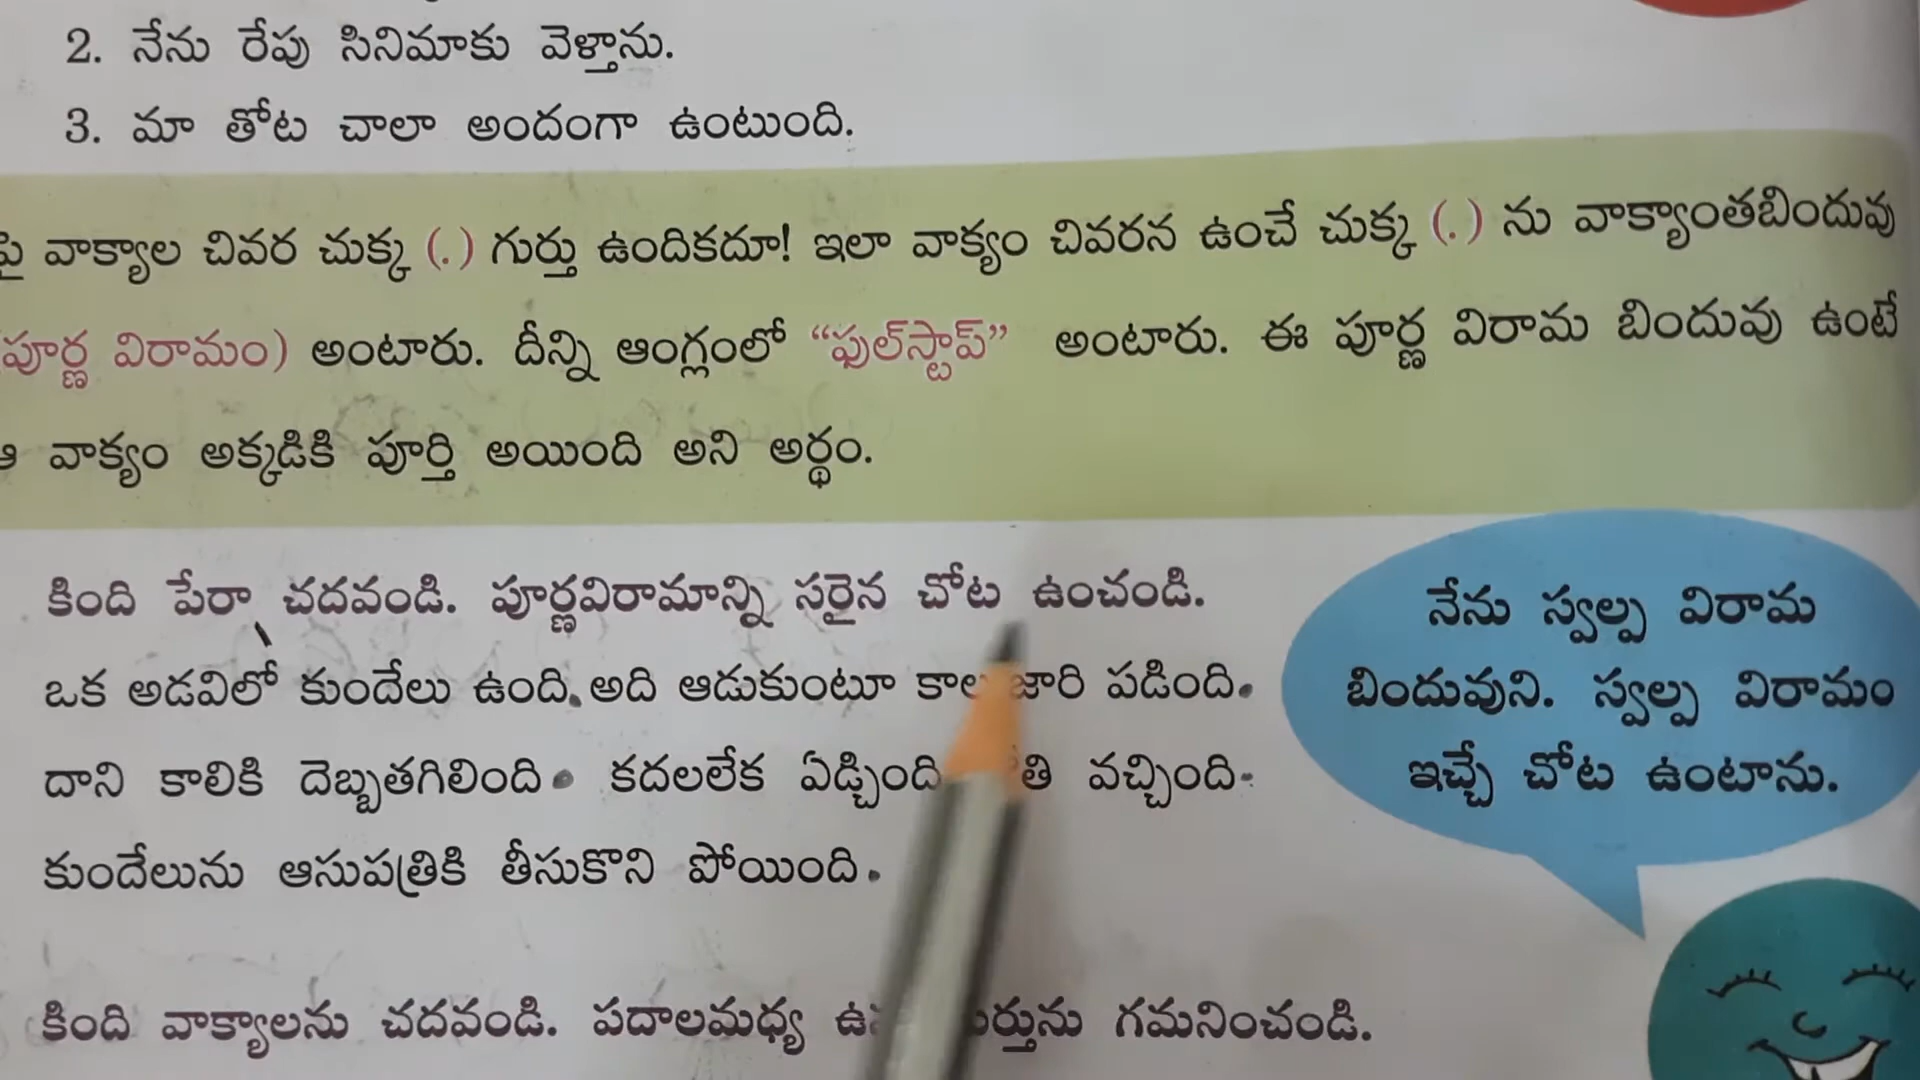 2. నేను రేపు సినిమాకు వెళ్తాను.
3. మా తోట చాలా అందంగా ఉంటుంది.
పై వాక్యాల చివర చుక్క (.) గుర్తు ఉందికదూ! ఇలా వాక్యం చివరన ఉంచే చుక్క (.) ను వాక్యాంతబిందువు
పూర్ణ విరామం) అంటారు. దీన్ని ఆంగ్లంలో “ఫుల్‌స్టాప్” అంటారు. ఈ పూర్ణ విరామ బిందువు ఉంటే
ఆ వాక్యం అక్కడికి పూర్తి అయింది అని అర్థం.
కింది పేరా చదవండి. పూర్ణవిరామాన్ని సరైన చోట ఉంచండి.
ఒక అడవిలో కుందేలు ఉంది. అది ఆడుకుంటూ జారి పడింది.
దాని కాలికి దెబ్బతగిలింది. కదలలేక ఏడ్చింది వచ్చింది.
కుందేలును ఆసుపత్రికి తీసుకొని పోయింది.
కింది వాక్యాలను చదవండి. పదాలమధ్య గమనించండి.
నేను స్వల్ప విరామ
బిందువుని. స్వల్ప విరామం
ఇచ్చే చోట ఉంటాను.